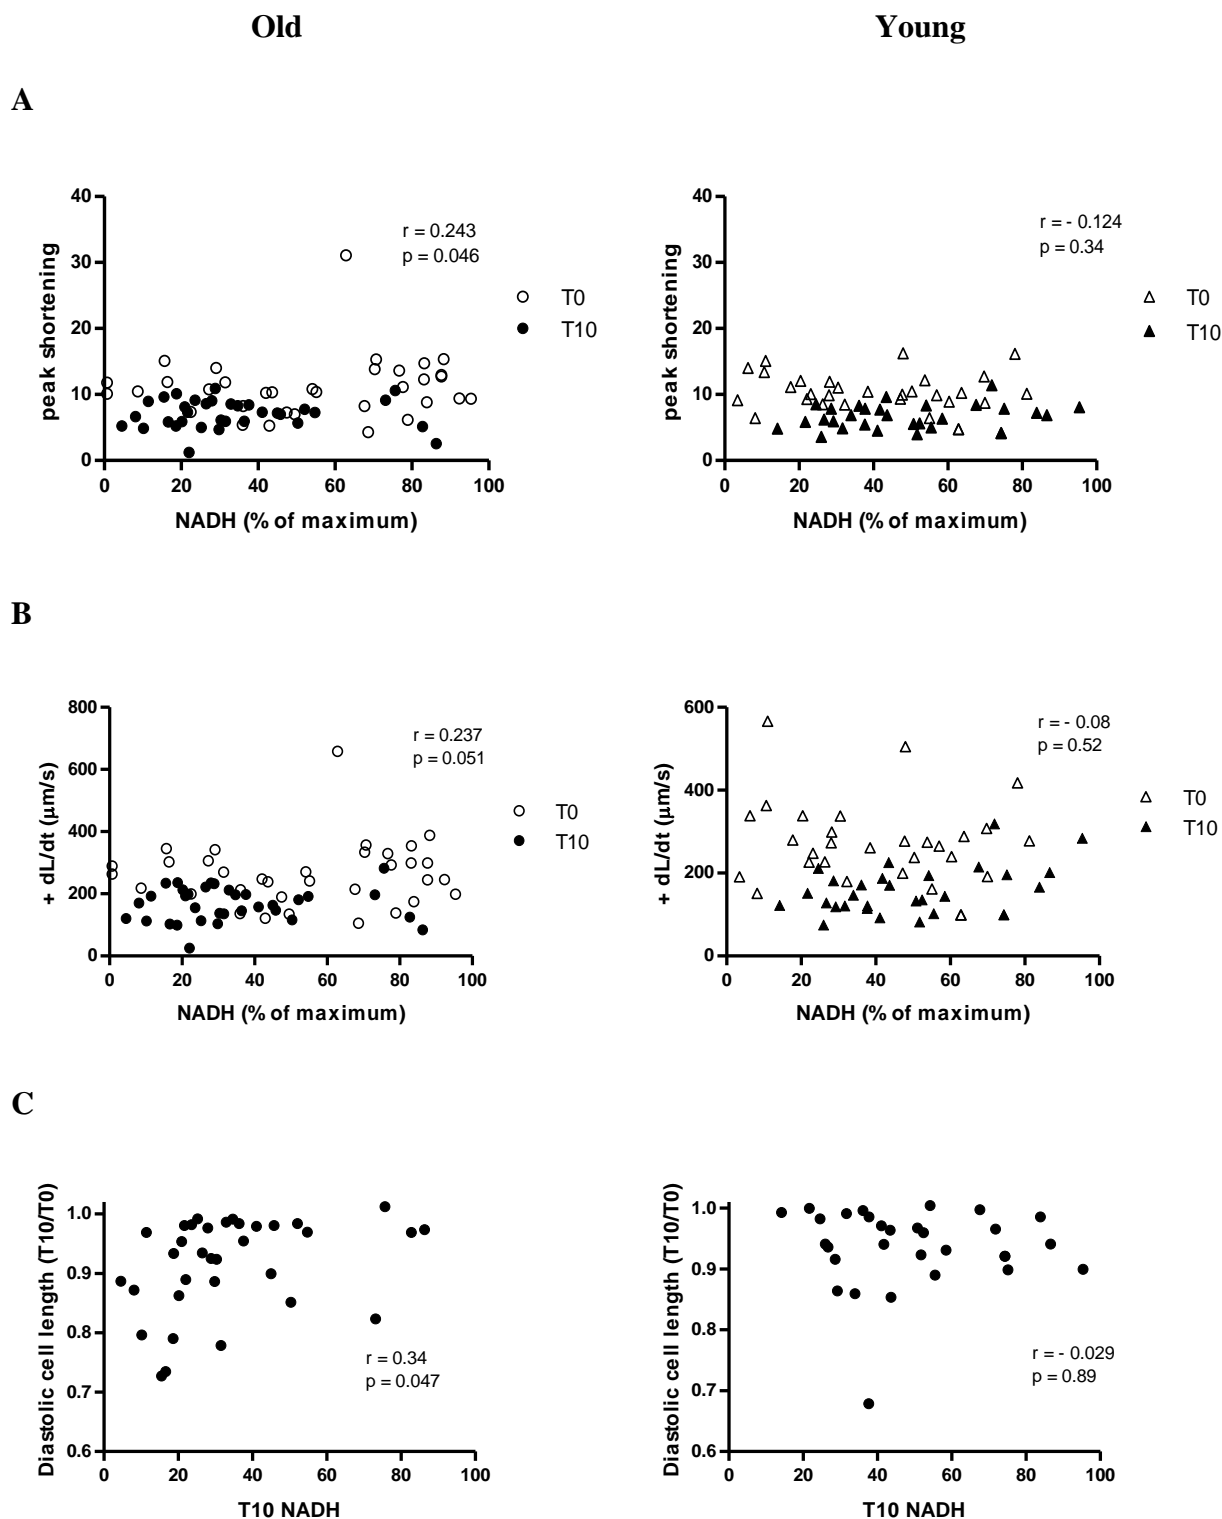 Old
Young
A
40
30
20
10
0
peak shortening
0 20 40 60 80 100
NADH (% of maximum)
r = 0.243
p = 0.046
T0
T10
40
30
20
10
0
peak shortening
0 20 40 60 80 100
NADH (% of maximum)
r = - 0.124
p = 0.34
T0
T10
B
800
600
400
200
0
+ dL/dt (μm/s)
0 20 40 60 80 100
NADH (% of maximum)
r = 0.237
p = 0.051
T0
T10
600
400
200
0
+ dL/dt (μm/s)
0 20 40 60 80 100
NADH (% of maximum)
r = - 0.08
p = 0.52
T0
T10
C
1.0
0.9
0.8
0.7
0.6
Diastolic cell length (T10/T0)
0 20 40 60 80 100
T10 NADH
r = 0.34
p = 0.047
1.0
0.9
0.8
0.7
0.6
Diastolic cell length (T10/T0)
0 20 40 60 80 100
T10 NADH
r = - 0.029
p = 0.89